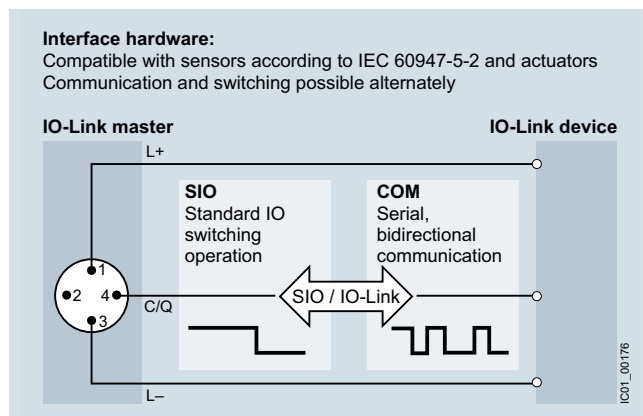 Interface hardware:
Compatible with sensors according to IEC 60947-5-2 and actuators
Communication and switching possible alternately
IO-Link master
IO-Link device
L+
SIO
Standard IO
switching
operation
COM
Serial,
bidirectional
communication
1
2
4
3
C/Q
SIO / IO-Link
L–
IC01_00176